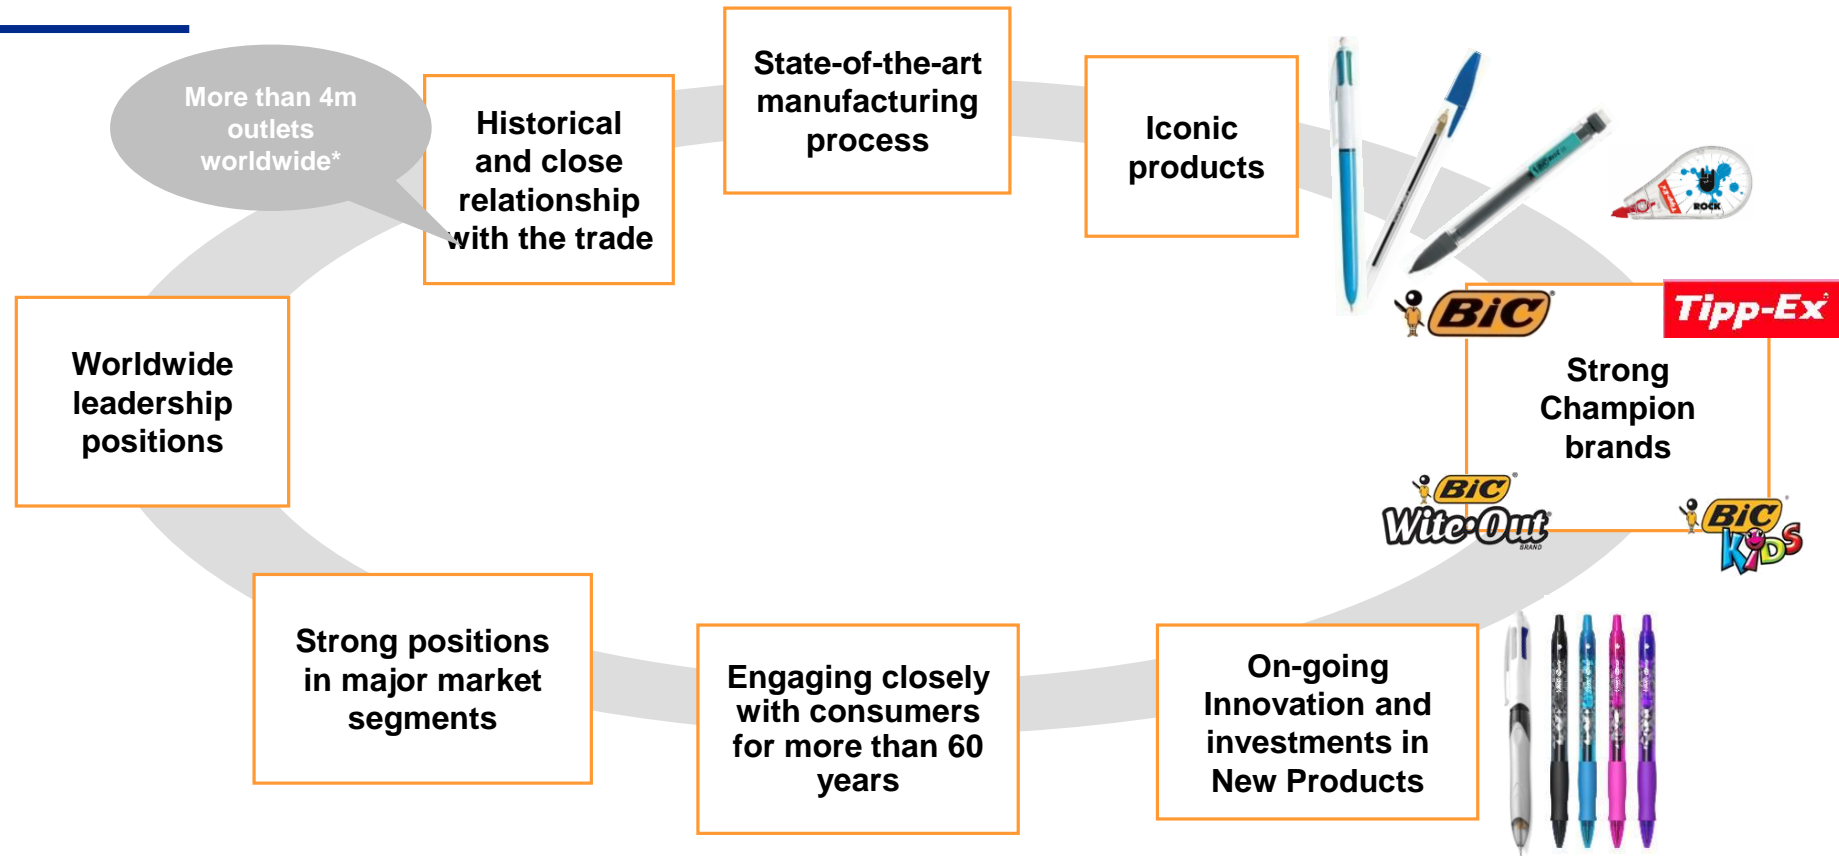 More than 4m
outlets
worldwide*
Historical
and close
relationship
with the trade
State-of-the-art
manufacturing
process
Iconic
products
ROCK
BiC
Tipp-Ex
Strong
Champion
brands
BiC
Wite-Out
BRAND
BiC
KiDS
Worldwide
leadership
positions
Strong positions
in major market
segments
Engaging closely
with consumers
for more than 60
years
On-going
Innovation and
investments in
New Products